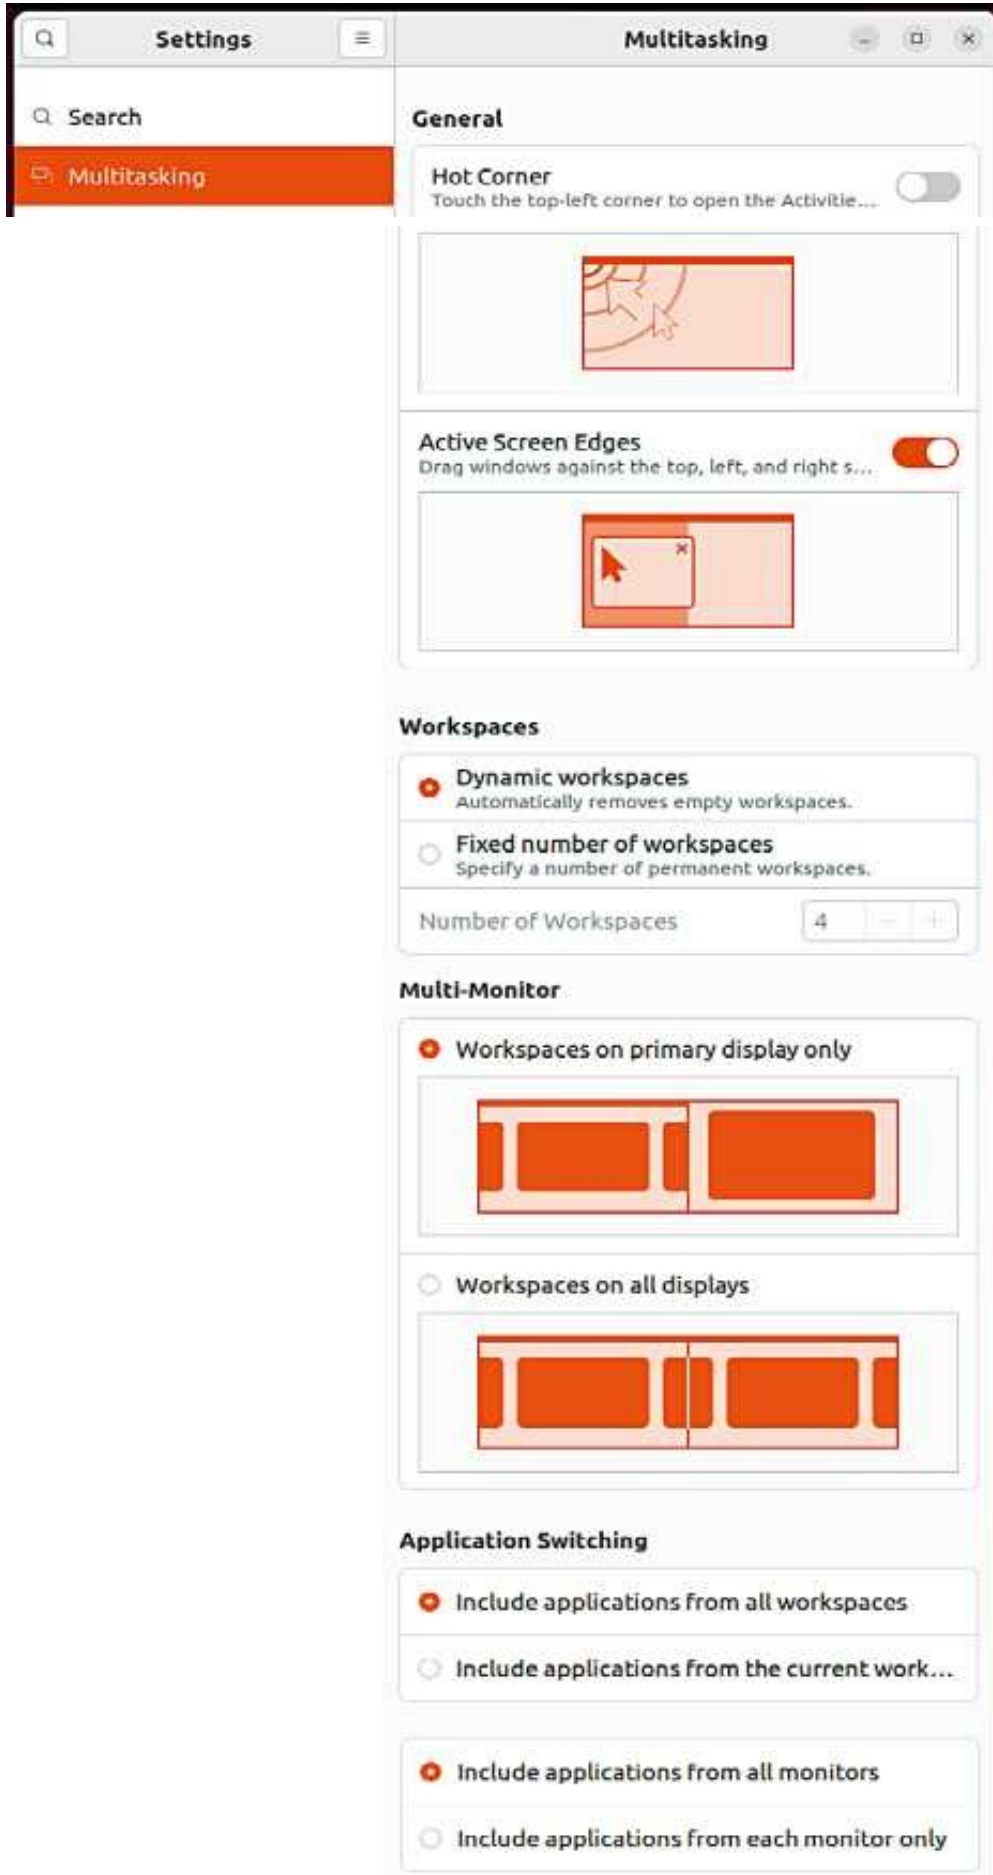 Settings
Multitasking
Search
Multitasking
General
Hot Corner
Touch the top-left corner to open the Activitie...
Active Screen Edges
Drag windows against the top, left, and right s...
Workspaces
Dynamic workspaces
Automatically removes empty workspaces.
Fixed number of workspaces
Specify a number of permanent workspaces.
Number of Workspaces 4
Multi-Monitor
Workspaces on primary display only
Workspaces on all displays
Application Switching
Include applications from all workspaces
Include applications from the current work...
Include applications from all monitors
Include applications from each monitor only